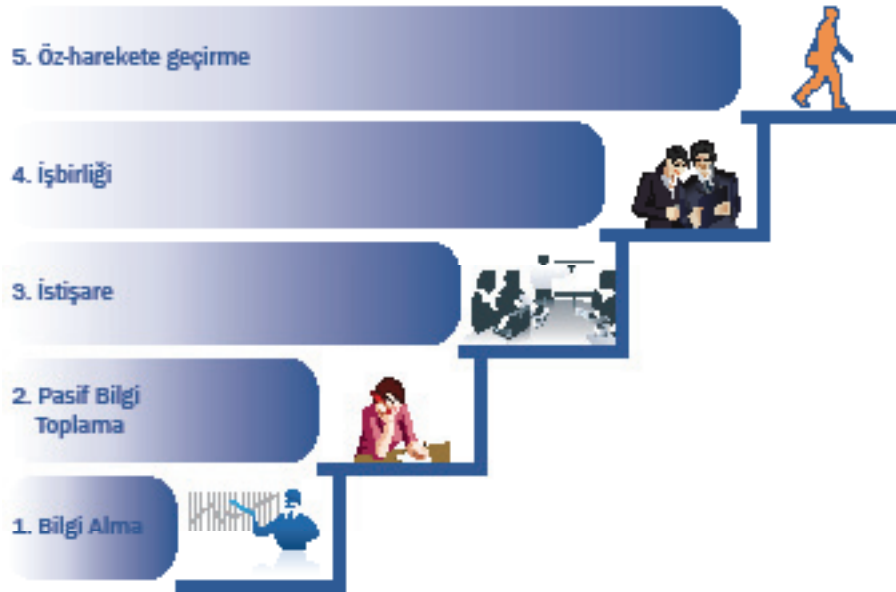 5. Öz-harekete geçirme
4. İşbirliği
3. İstişare
2. Pasif Bilgi
Toplama
1. Bilgi Alma